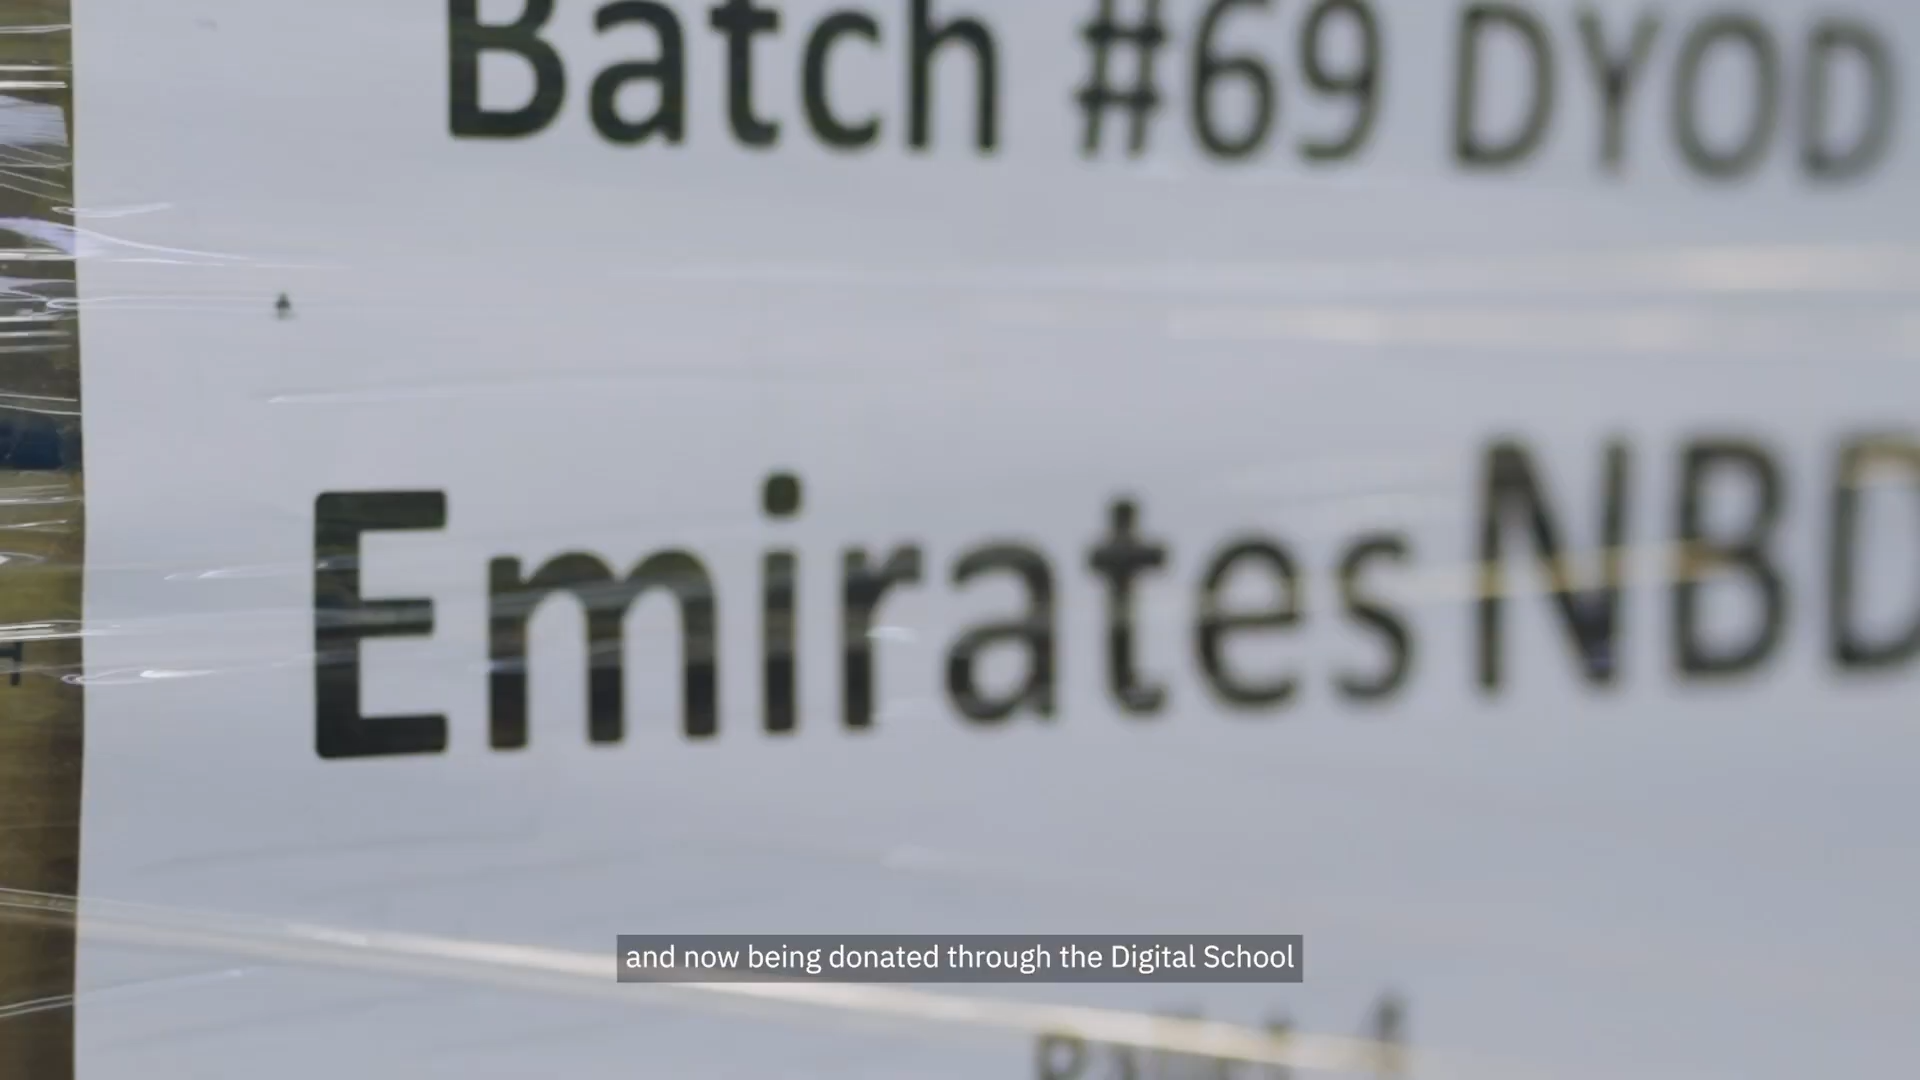 Batch #69 DYOD
Emirates NBD
and now being donated through the Digital School